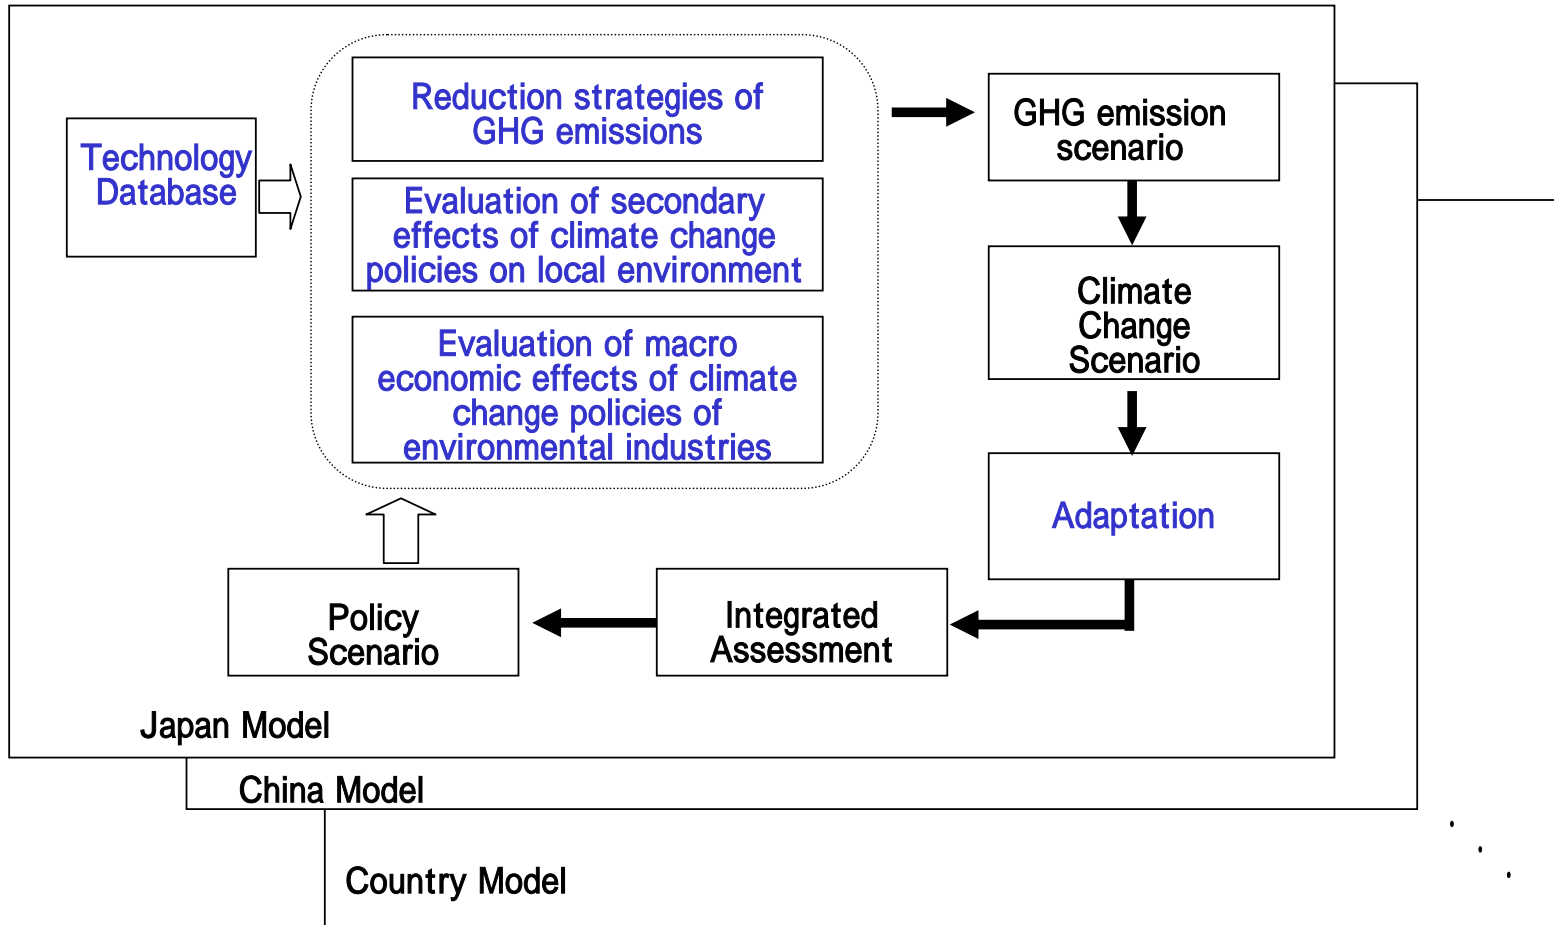 Technology
Database
Reduction strategies of
GHG emissions
Evaluation of secondary
effects of climate change
policies on local environment
Evaluation of macro
economic effects of climate
change policies of
environmental industries
GHG emission
scenario
Climate
Change
Scenario
Adaptation
Integrated
Assessment
Policy
Scenario
Japan Model
China Model
Country Model